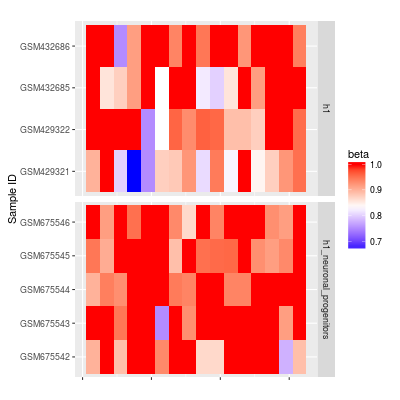 GSM432686
GSM432685
GSM429322
GSM429321
h1
GSM675546
GSM675545
GSM675544
GSM675543
GSM675542
h1_neuronal_progenitors
Sample ID
beta
1.0
0.9
0.8
0.7